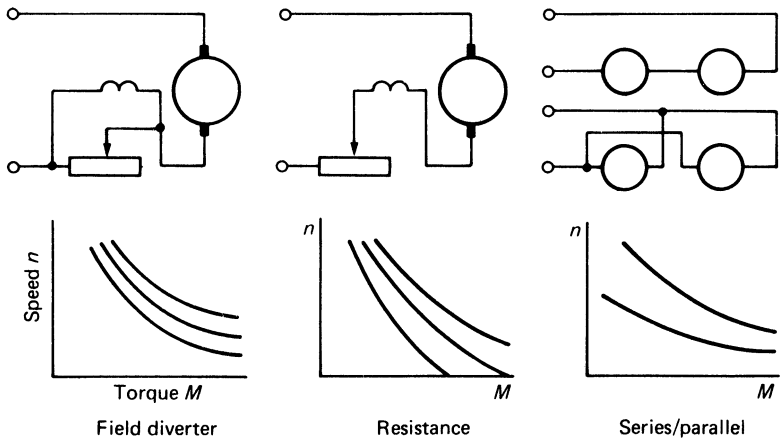 Speed n
Torque M
Field diverter
n
M
Resistance
n
M
Series/parallel